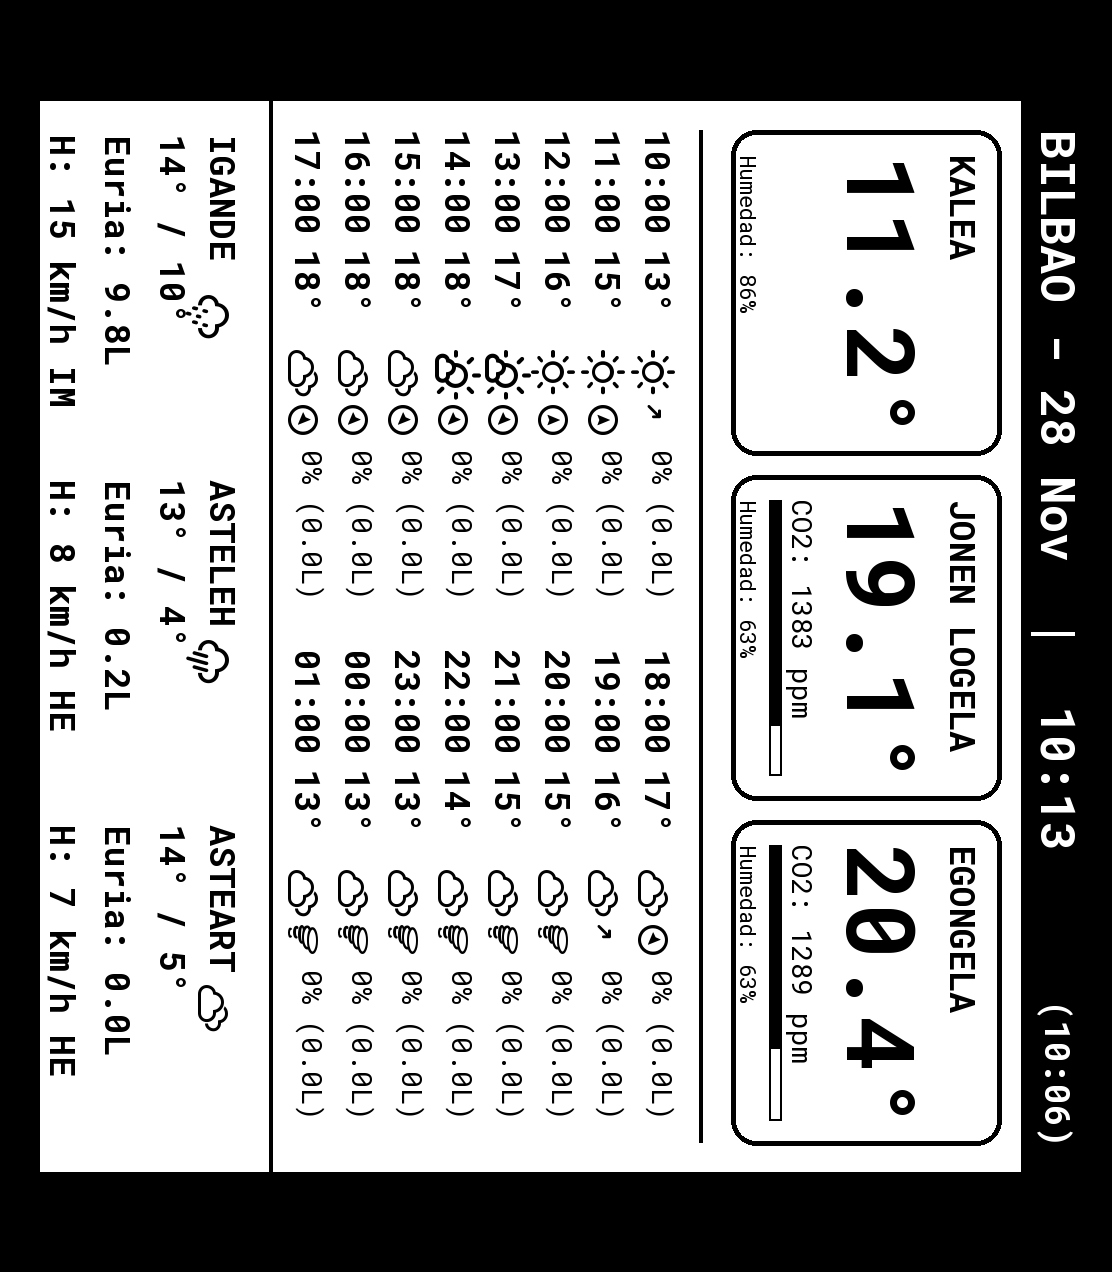 BILBAO - 28 Nov | 10:13 (10:06)
KALEA
11.2°
Humedad: 86%
JONEN LOGELA
19.1°
CO2: 1383 ppm
Humedad: 63%
EGONGELA
20.4°
CO2: 1289 ppm
Humedad: 63%
10:00 13° 0% (0.0L)
11:00 15° 0% (0.0L)
12:00 16° 0% (0.0L)
13:00 17° 0% (0.0L)
14:00 18° 0% (0.0L)
15:00 18° 0% (0.0L)
16:00 18° 0% (0.0L)
17:00 18° 0% (0.0L)
18:00 17° 0% (0.0L)
19:00 16° 0% (0.0L)
20:00 15° 0% (0.0L)
21:00 15° 0% (0.0L)
22:00 14° 0% (0.0L)
23:00 13° 0% (0.0L)
00:00 13° 0% (0.0L)
01:00 13° 0% (0.0L)
IGANDE
14° / 10°
Euria: 9.8L
H: 15 km/h IM
ASTELEH
13° / 4°
Euria: 0.2L
H: 8 km/h HE
ASTEART
14° / 5°
Euria: 0.0L
H: 7 km/h HE